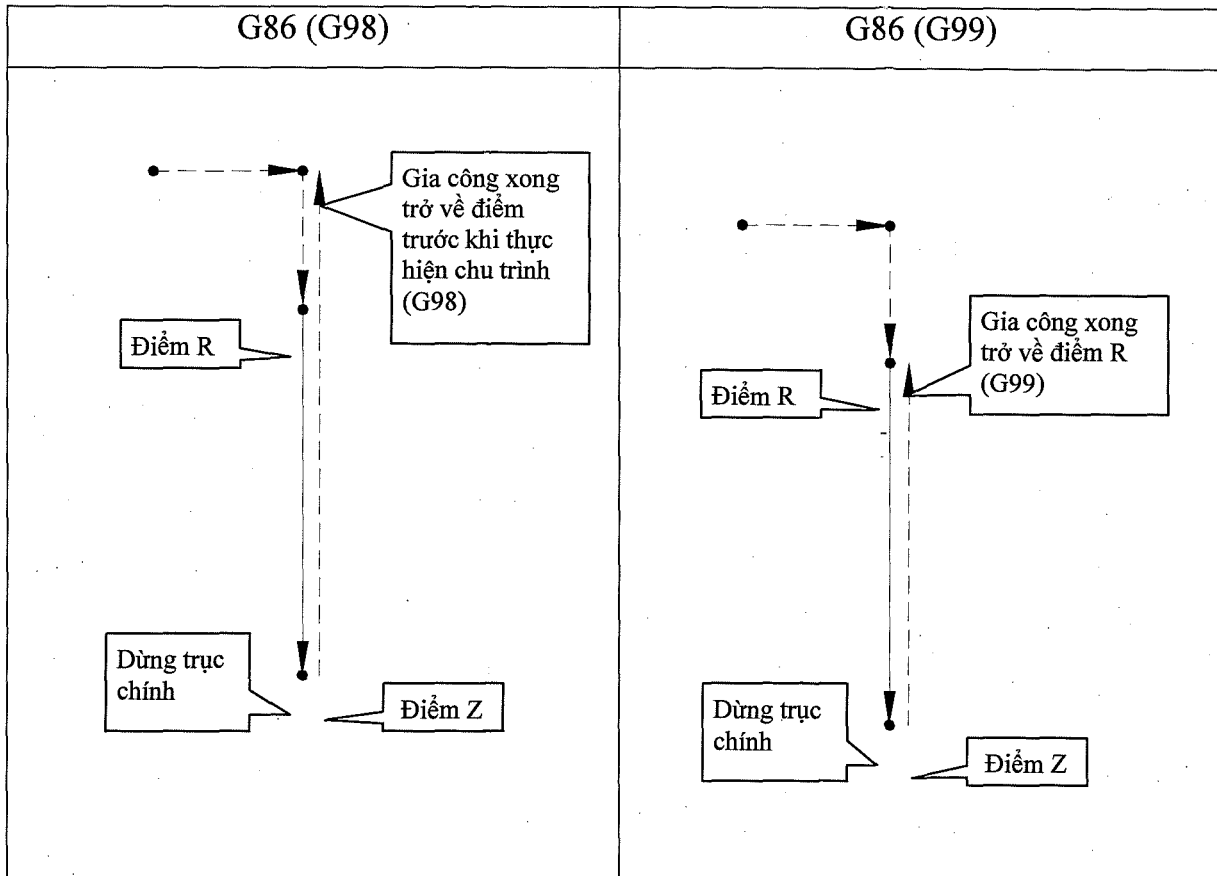 G86 (G98)
G86 (G99)
Gia công xong
trở về điểm
trước khi thực
hiện chu trình
(G98)
Điểm R
Dừng trục
chính
Điểm Z
Gia công xong
trở về điểm R
(G99)
Điểm R
Dừng trục
chính
Điểm Z